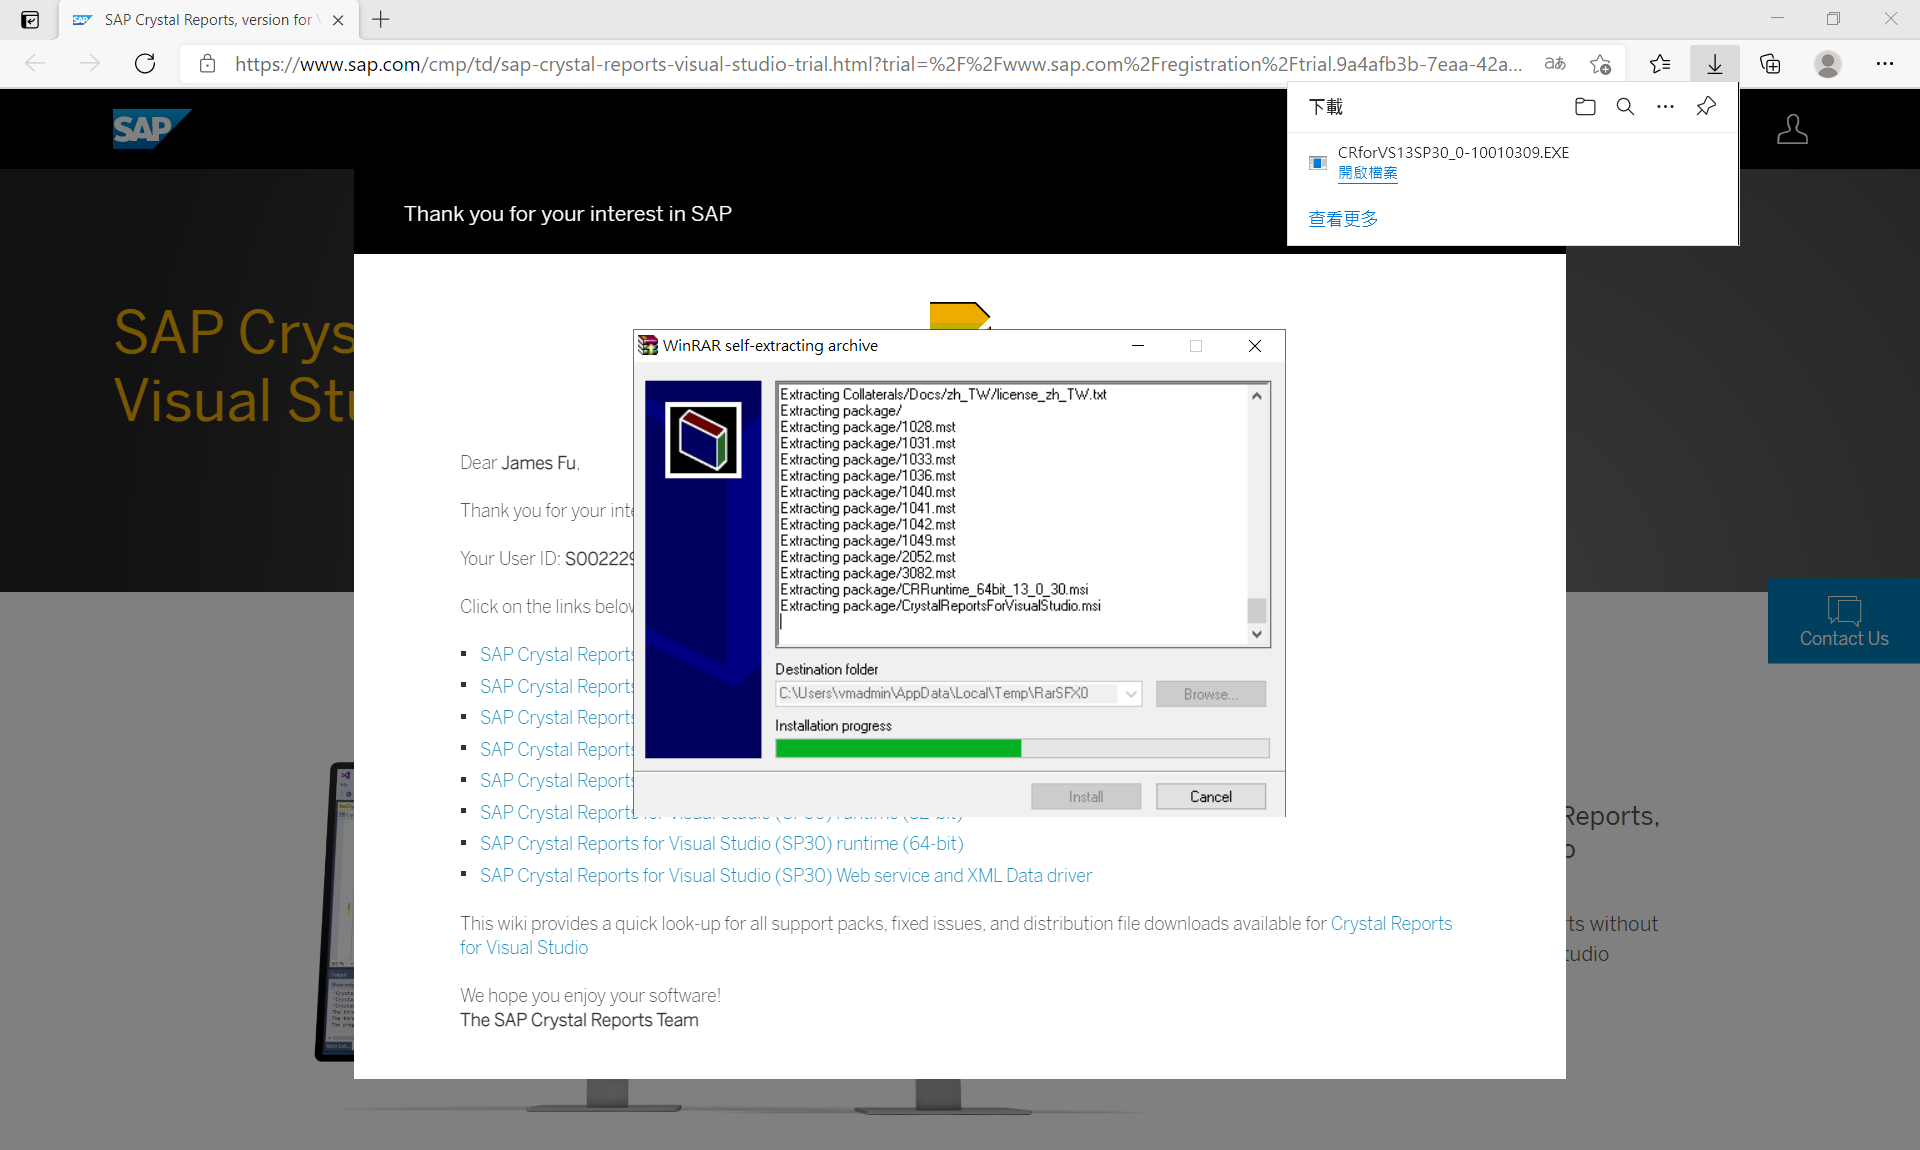 SAP Crystal Reports, version for
https://www.sap.com/cmp/td/sap-crystal-reports-visual-studio-trial.html?trial=%2F%2Fwww.sap.com%2Fregistration%2Ftrial.9a4afb3b-7eaa-42a...
SAP
下載
CRforVS13SP30_0-10010309.EXE
開啟檔案
查看更多
Thank you for your interest in SAP
SAP Crys
Visual Stu
WinRAR self-extracting archive
Extracting Collaterals/Docs/zh_TW/license_zh_TW.txt
Extracting package/
Extracting package/1028.mst
Extracting package/1031.mst
Extracting package/1033.mst
Extracting package/1036.mst
Extracting package/1040.mst
Extracting package/1041.mst
Extracting package/1042.mst
Extracting package/1049.mst
Extracting package/2052.mst
Extracting package/3082.mst
Extracting package/CRRuntime_64bit_13_0_30.msi
Extracting package/CrystalReportsForVisualStudio.msi
Destination folder
C:\Users\vmadmin\AppData\Local\Temp\RarSFX0
Browse...
Installation progress
Install
Cancel
Dear James Fu,
Thank you for your inte
Your User ID: S002229
Click on the links below
SAP Crystal Reports
SAP Crystal Reports
SAP Crystal Reports
SAP Crystal Reports
SAP Crystal Reports
SAP Crystal Reports for Visual Studio (SP30) runtime (32-bit)
SAP Crystal Reports for Visual Studio (SP30) runtime (64-bit)
SAP Crystal Reports for Visual Studio (SP30) Web service and XML Data driver
This wiki provides a quick look-up for all support packs, fixed issues, and distribution file downloads available for Crystal Reports
for Visual Studio
We hope you enjoy your software!
The SAP Crystal Reports Team
Contact Us
Reports,
o
ts without
tudio